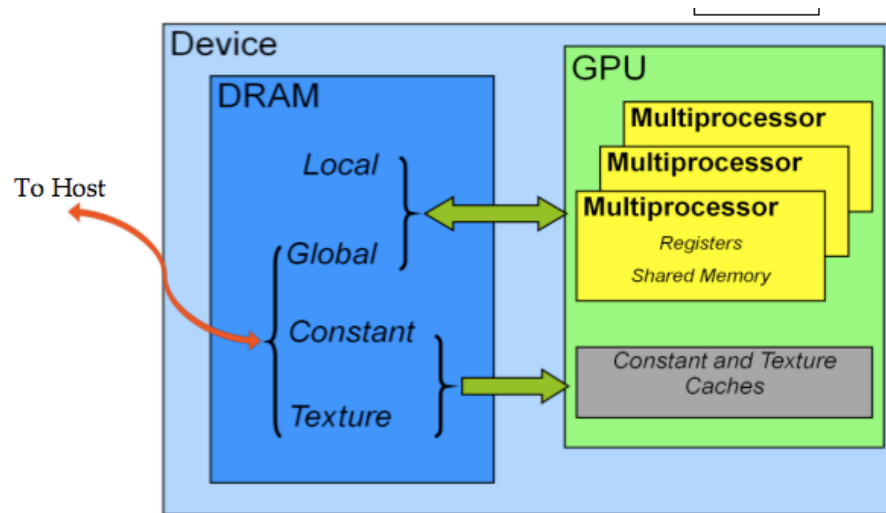 Device
GPU
DRAM
Multiprocessor
Multiprocessor
Local
To Host
Multiprocessor
Registers
Global
Shared Memory
Constant
Constant and Texture
Caches
Texture